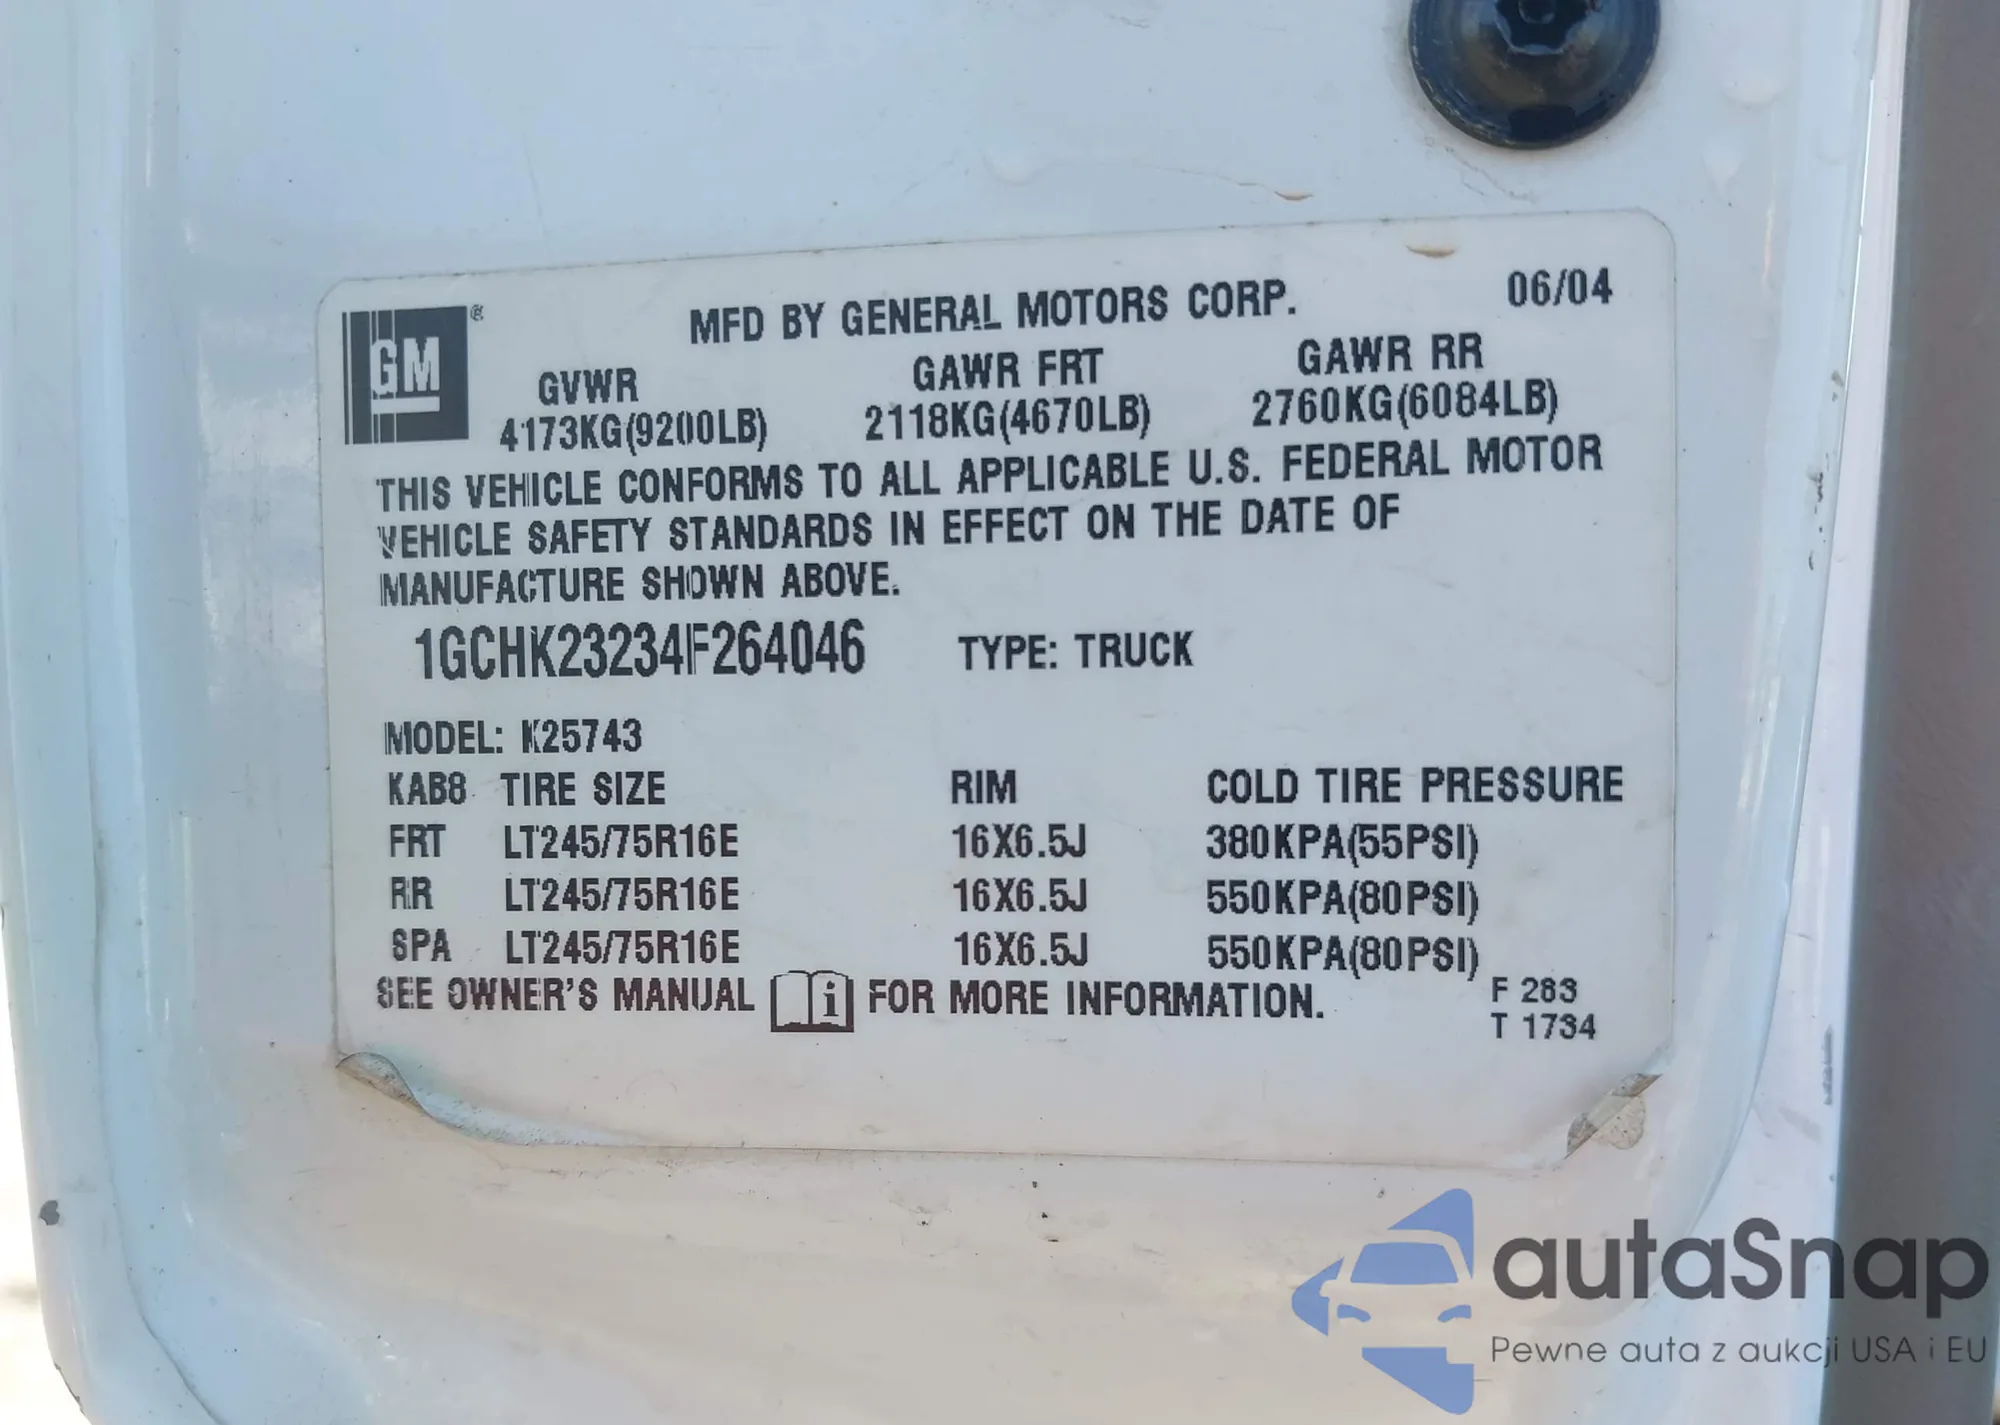 MFD BY GENERAL MOTORS CORP. 06/04
GM ®
GVWR GAWR FRT GAWR RR
4173KG(9200LB) 2118KG(4670LB) 2760KG(6084LB)
THIS VEHICLE CONFORMS TO ALL APPLICABLE U.S. FEDERAL MOTOR
VEHICLE SAFETY STANDARDS IN EFFECT ON THE DATE OF
MANUFACTURE SHOWN ABOVE.
1GCHK23234F264046 TYPE: TRUCK
MODEL: K25743
KAB8 TIRE SIZE RIM COLD TIRE PRESSURE
FRT LT245/75R16E 16X6.5J 380KPA(55PSI)
RR LT245/75R16E 16X6.5J 550KPA(80PSI)
SPA LT245/75R16E 16X6.5J 550KPA(80PSI)
SEE OWNER'S MANUAL i FOR MORE INFORMATION.
F 283
T 1734
autaSnap
Pewne auta z aukcji USA i EU